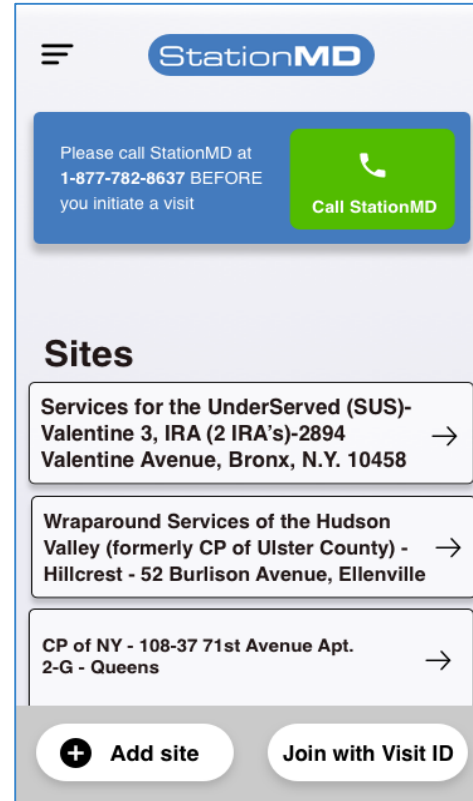 StationMD
Please call StationMD at
1-877-782-8637 BEFORE
you initiate a visit
Call StationMD
Sites
Services for the UnderServed (SUS)-
Valentine 3, IRA (2 IRA’s)-2894
Valentine Avenue, Bronx, N.Y. 10458
Wraparound Services of the Hudson
Valley (formerly CP of Ulster County) -
Hillcrest - 52 Burlison Avenue, Ellenville
CP of NY - 108-37 71st Avenue Apt.
2-G - Queens
Add site
Join with Visit ID